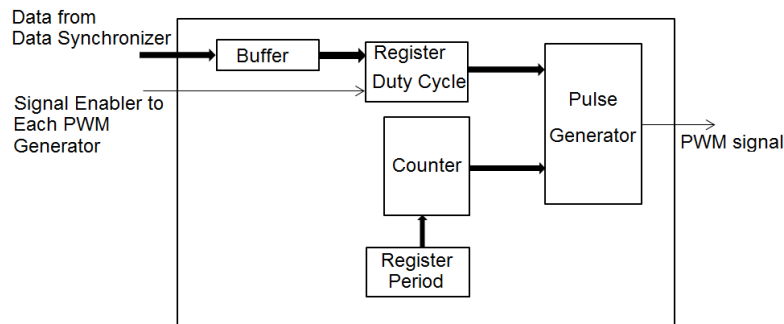 Data from
Data Synchronizer
Buffer
Register
Duty Cycle
Signal Enabler to
Each PWM
Generator
Pulse
Generator
PWM signal
Counter
Register
Period